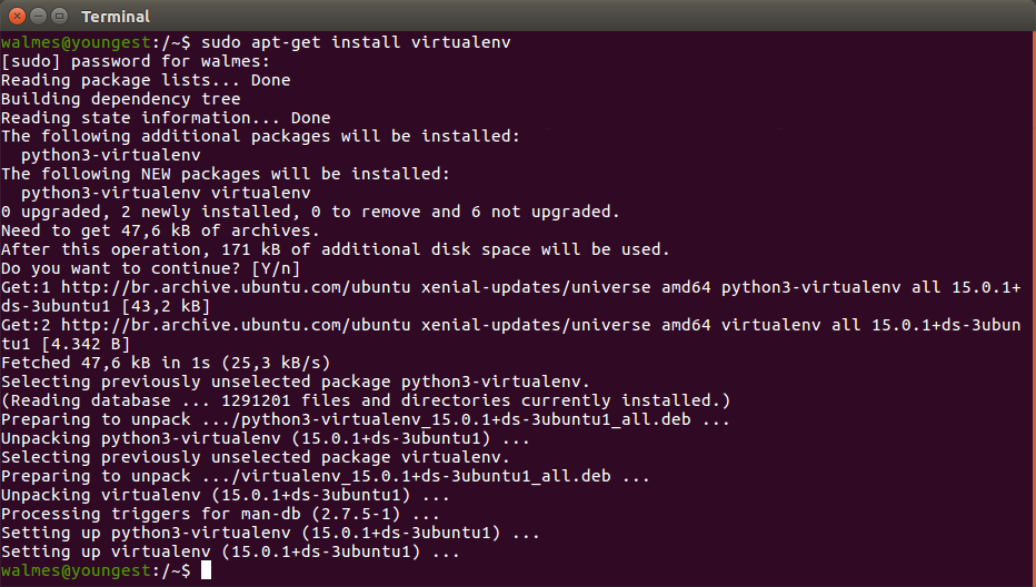 Terminal
walmes@youngest:/~$ sudo apt-get install virtualenv
[sudo] password for walmes:
Reading package lists... Done
Building dependency tree
Reading state information... Done
The following additional packages will be installed:
  python3-virtualenv
The following NEW packages will be installed:
  python3-virtualenv virtualenv
0 upgraded, 2 newly installed, 0 to remove and 6 not upgraded.
Need to get 47,6 kB of archives.
After this operation, 171 kB of additional disk space will be used.
Do you want to continue? [Y/n]
Get:1 http://br.archive.ubuntu.com/ubuntu xenial-updates/universe amd64 python3-virtualenv all 15.0.1+
ds-3ubuntu1 [43,2 kB]
Get:2 http://br.archive.ubuntu.com/ubuntu xenial-updates/universe amd64 virtualenv all 15.0.1+ds-3ubun
tu1 [4.342 B]
Fetched 47,6 kB in 1s (25,3 kB/s)
Selecting previously unselected package python3-virtualenv.
(Reading database ... 1291201 files and directories currently installed.)
Preparing to unpack .../python3-virtualenv_15.0.1+ds-3ubuntu1_all.deb ...
Unpacking python3-virtualenv (15.0.1+ds-3ubuntu1) ...
Selecting previously unselected package virtualenv.
Preparing to unpack .../virtualenv_15.0.1+ds-3ubuntu1_all.deb ...
Unpacking virtualenv (15.0.1+ds-3ubuntu1) ...
Processing triggers for man-db (2.7.5-1) ...
Setting up python3-virtualenv (15.0.1+ds-3ubuntu1) ...
Setting up virtualenv (15.0.1+ds-3ubuntu1) ...
walmes@youngest:/~$